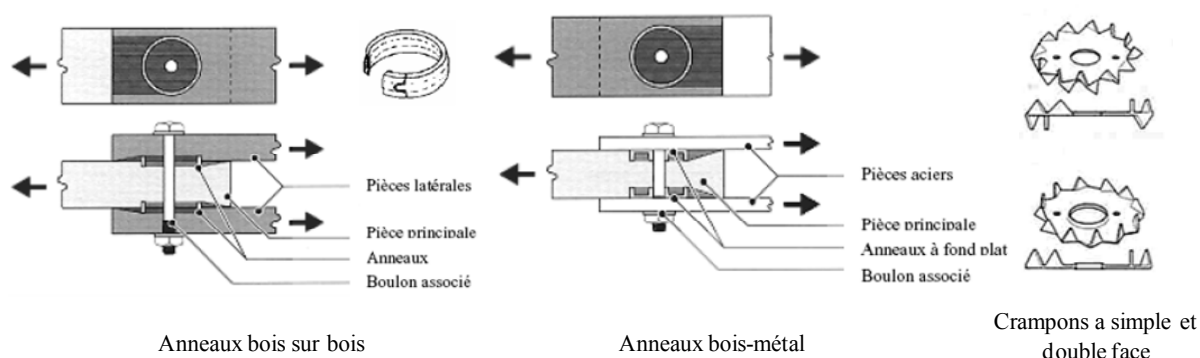 Pièces latérales
Pièce principale
Anneaux
Boulon associé
Pièces aciers
Pièce principale
Anneaux à fond plat
Boulon associé
Anneaux bois sur bois
Anneaux bois-métal
Crampons a simple et
double face